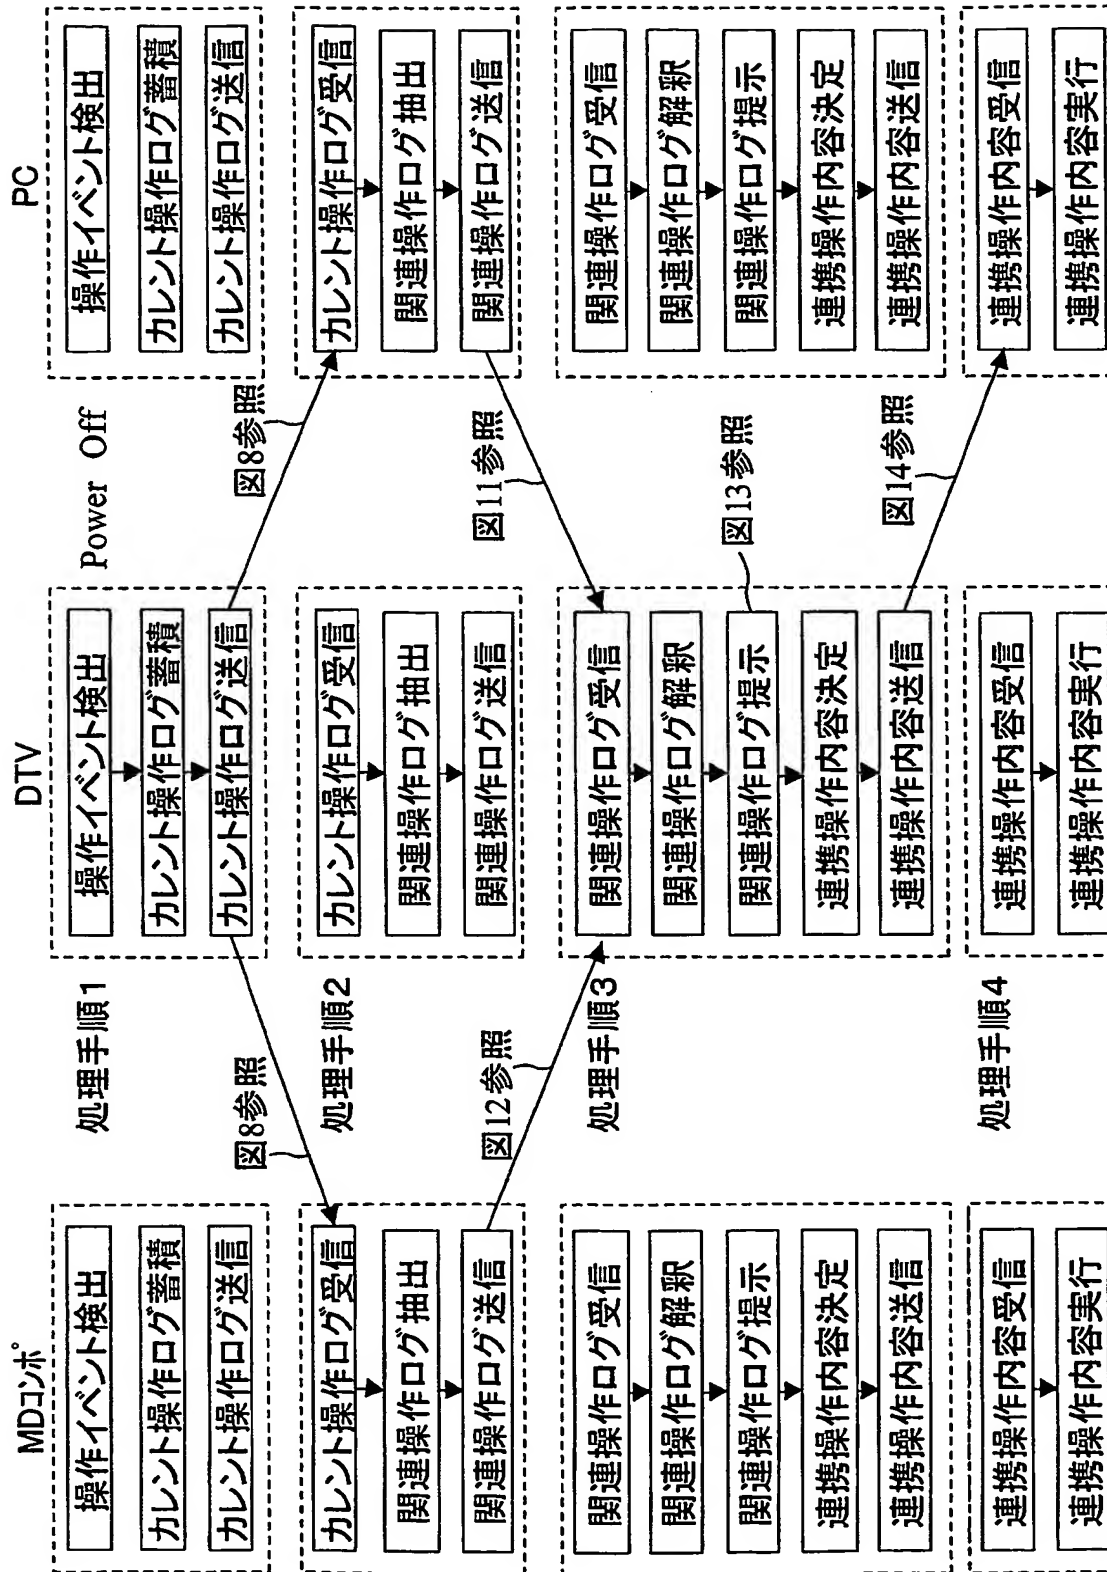 MDコンポ
操作イベント検出
カレント操作ログ蓄積
カレント操作ログ送信
カレント操作ログ受信
関連操作ログ抽出
関連操作ログ送信
関連操作ログ受信
関連操作ログ解釈
関連操作ログ提示
連携操作内容決定
連携操作内容送信
連携操作内容受信
連携操作内容実行
処理手順1
図8参照
処理手順2
図12参照
処理手順3
処理手順4
DTV
操作イベント検出
カレント操作ログ蓄積
カレント操作ログ送信
カレント操作ログ受信
関連操作ログ抽出
関連操作ログ送信
関連操作ログ受信
関連操作ログ解釈
関連操作ログ提示
連携操作内容決定
連携操作内容送信
連携操作内容受信
連携操作内容実行
Power Off
図8参照
図11参照
図13参照
図14参照
PC
操作イベント検出
カレント操作ログ蓄積
カレント操作ログ送信
カレント操作ログ受信
関連操作ログ抽出
関連操作ログ送信
関連操作ログ受信
関連操作ログ解釈
関連操作ログ提示
連携操作内容決定
連携操作内容送信
連携操作内容受信
連携操作内容実行